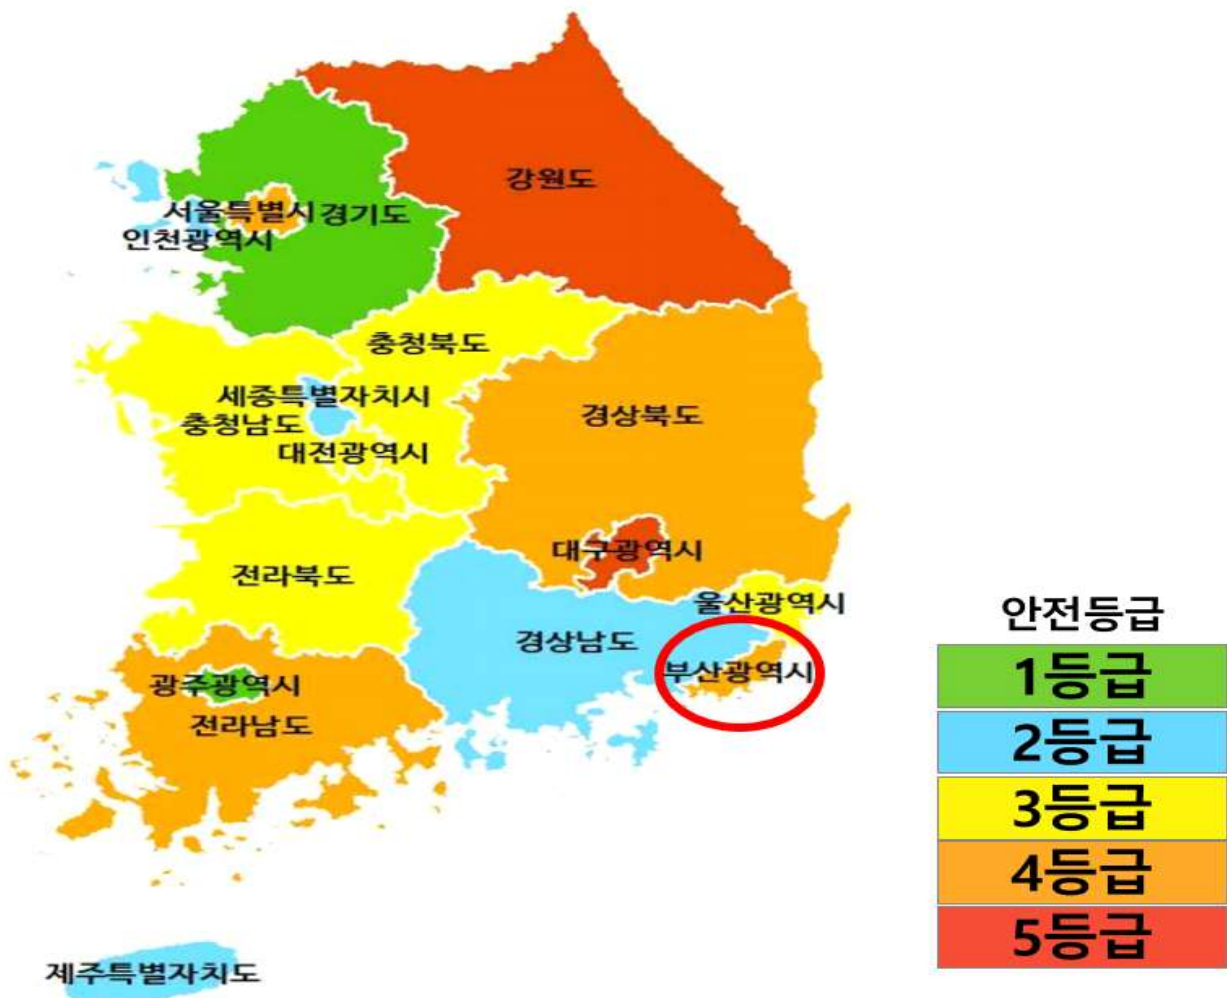 강원도
서울특별시 경기도
인천광역시
충청북도
세종특별자치시
충청남도
대전광역시
경상북도
대구광역시
전라북도
울산광역시
경상남도
부산광역시
광주광역시
전라남도
제주특별자치도
안전등급
1등급
2등급
3등급
4등급
5등급